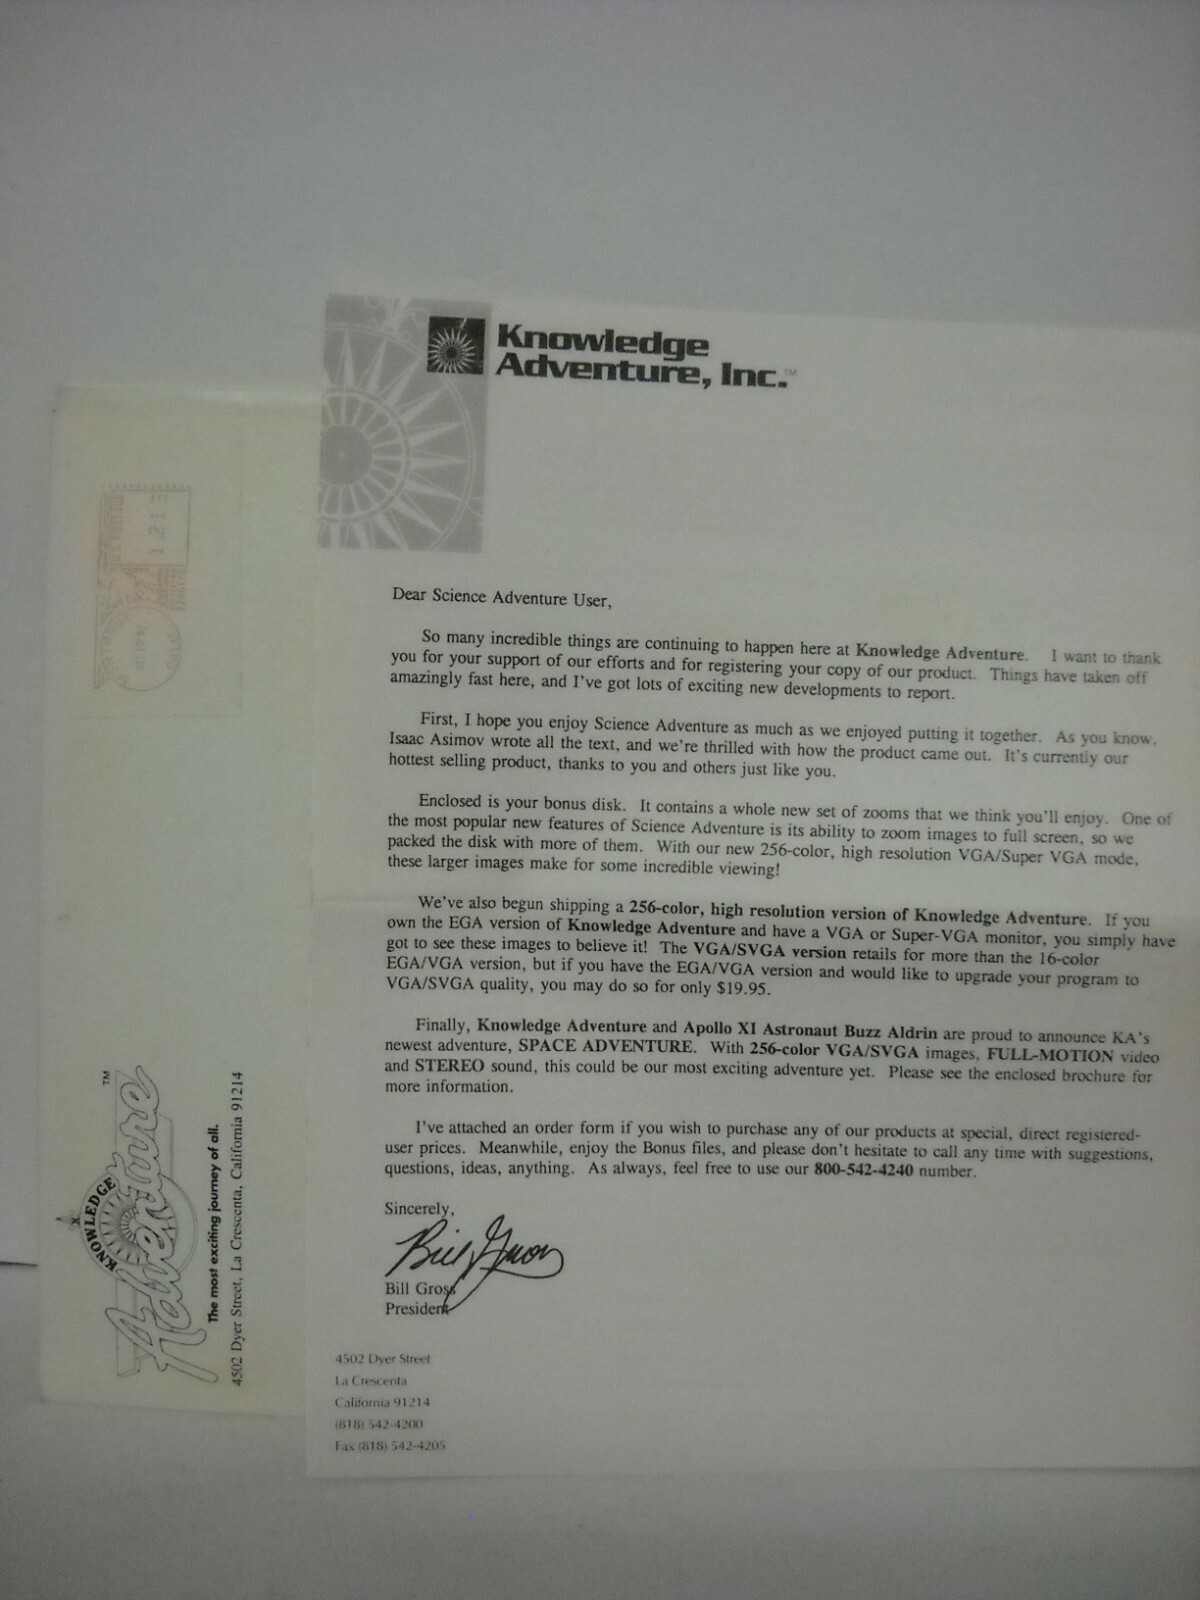 Knowledge
Adventure, Inc.™
Dear Science Adventure User,
So many incredible things are continuing to happen here at Knowledge Adventure. I want to thank
you for your support of our efforts and for registering your copy of our product. Things have taken off
amazingly fast here, and I've got lots of exciting new developments to report.
First, I hope you enjoy Science Adventure as much as we enjoyed putting it together. As you know,
Isaac Asimov wrote all the text, and we're thrilled with how the product came out. It's currently our
hottest selling product, thanks to you and others just like you.
Enclosed is your bonus disk. It contains a whole new set of zooms that we think you'll enjoy. One of
the most popular new features of Science Adventure is its ability to zoom images to full screen, so we
packed the disk with more of them. With our new 256-color, high resolution VGA/Super VGA mode,
these larger images make for some incredible viewing!
We've also begun shipping a 256-color, high resolution version of Knowledge Adventure. If you
own the EGA version of Knowledge Adventure and have a VGA or Super-VGA monitor, you simply have
got to see these images to believe it! The VGA/SVGA version retails for more than the 16-color
EGA/VGA version, but if you have the EGA/VGA version and would like to upgrade your program to
VGA/SVGA quality, you may do so for only $19.95.
Finally, Knowledge Adventure and Apollo XI Astronaut Buzz Aldrin are proud to announce KA's
newest adventure, SPACE ADVENTURE. With 256-color VGA/SVGA images, FULL-MOTION video
and STEREO sound, this could be our most exciting adventure yet. Please see the enclosed brochure for
more information.
I've attached an order form if you wish to purchase any of our products at special, direct registered-
user prices. Meanwhile, enjoy the Bonus files, and please don't hesitate to call any time with suggestions,
questions, ideas, anything. As always, feel free to use our 800-542-4240 number.
Sincerely,
Bill Gross
Bill Gross
President
4502 Dyer Street
La Crescenta
California 91214
(818) 542-4200
Fax (818) 542-4205
KNOWLEDGE
Adventure™
The most exciting journey of all.
4502 Dyer Street, La Crescenta, California 91214
U.S. POSTAGE